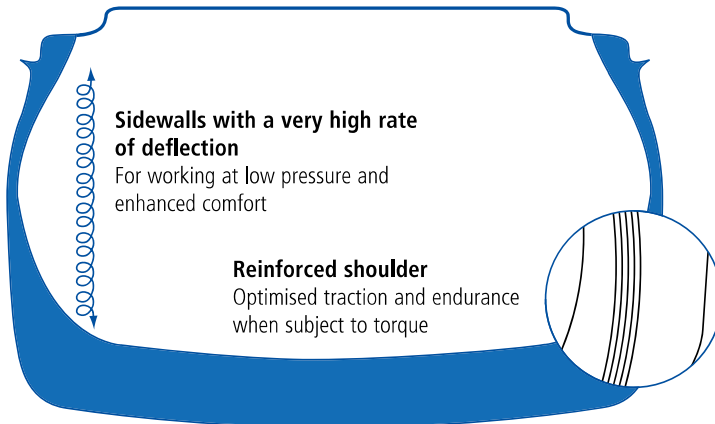 Sidewalls with a very high rate
of deflection
For working at low pressure and
enhanced comfort
Reinforced shoulder
Optimised traction and endurance
when subject to torque